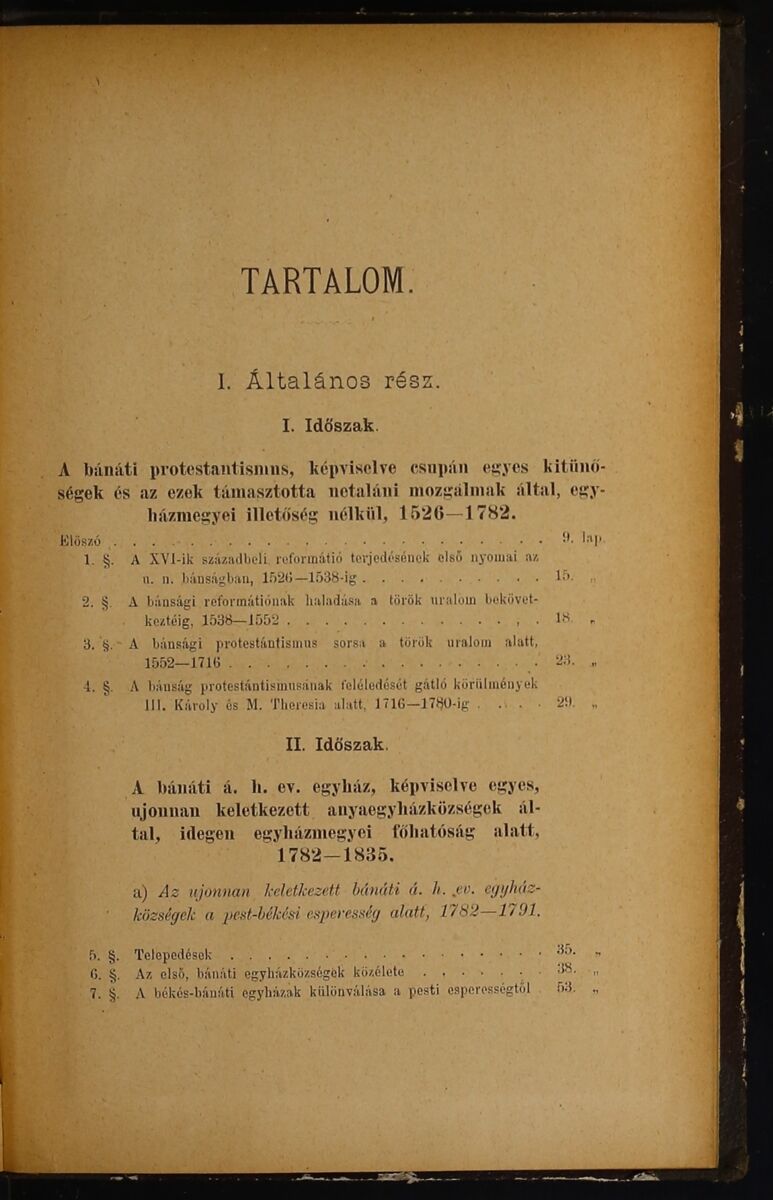 TARTALOM.
I. Általános rész.
I. Időszak.
A bánáti protestantismus, képviselve csupán egyes kitünő-
ségek és az ezek támasztotta netaláni mozgalmak által, egy-
házmegyei illetőség nélkül, 1526—1782.
Előszó . . . . . . . . . . . . . . . . . . . . . . . . 9. lap.
1. §. A XVI-ik századbeli reformátió terjedésének első nyomai az
u. n. bánságban, 1526—1538-ig . . . . . . . . . . 15. „
2. §. A bánsági reformátiónak haladása a török uralom bekövet-
keztéig, 1538—1552 . . . . . . . . . . . . . . 18. „
3. §. A bánsági protestántismus sorsa a török uralom alatt,
1552—1716 . . . . . . . . . . . . . . . . . . 23. „
4. §. A bánság protestántismusának feléledését gátló körülmények
III. Károly és M. Theresia alatt, 1716—1780-ig . . . . 29. „
II. Időszak.
A bánáti á. h. ev. egyház, képviselve egyes,
ujonnan keletkezett anyaegyházközségek ál-
tal, idegen egyházmegyei főhatóság alatt,
1782—1835.
a) Az ujonnan keletkezett bánáti á. h. ev. egyház-
községek a pest-békési esperesség alatt, 1782—1791.
5. §. Telepedések . . . . . . . . . . . . . . . . . . 35. „
6. §. Az első, bánáti egyházközségek közélete . . . . . . . 38. „
7. §. A békés-bánáti egyházak különválása a pesti esperességtől . 53. „